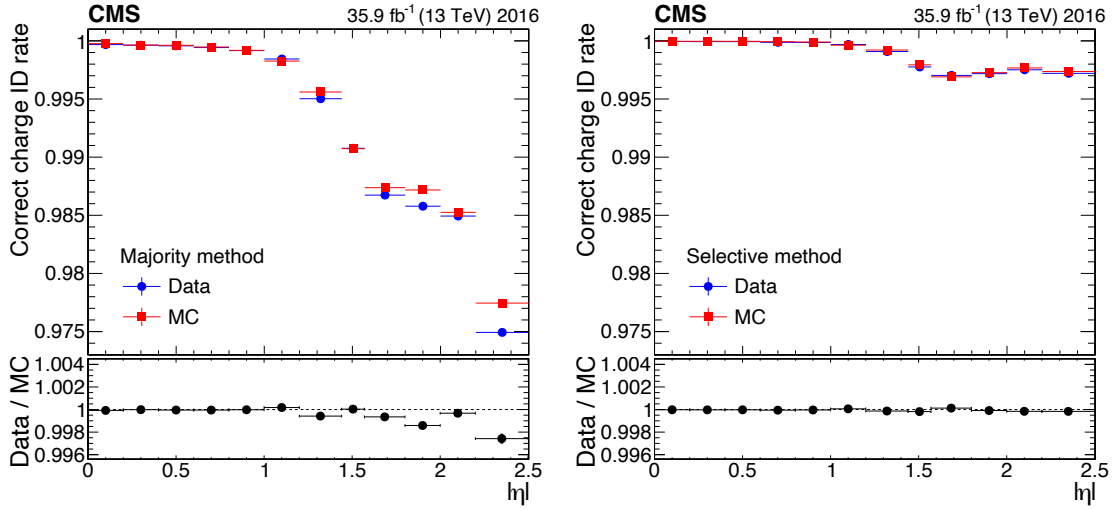 CMS 35.9 fb⁻¹ (13 TeV) 2016
Correct charge ID rate
1
0.995
0.99
0.985
0.98
0.975
Majority method
Data
MC
Data / MC
1.004
1.002
1
0.998
0.996
0 0.5 1 1.5 2 2.5
|η|
CMS 35.9 fb⁻¹ (13 TeV) 2016
Correct charge ID rate
1
0.995
0.99
0.985
0.98
0.975
Selective method
Data
MC
Data / MC
1.004
1.002
1
0.998
0.996
0 0.5 1 1.5 2 2.5
|η|